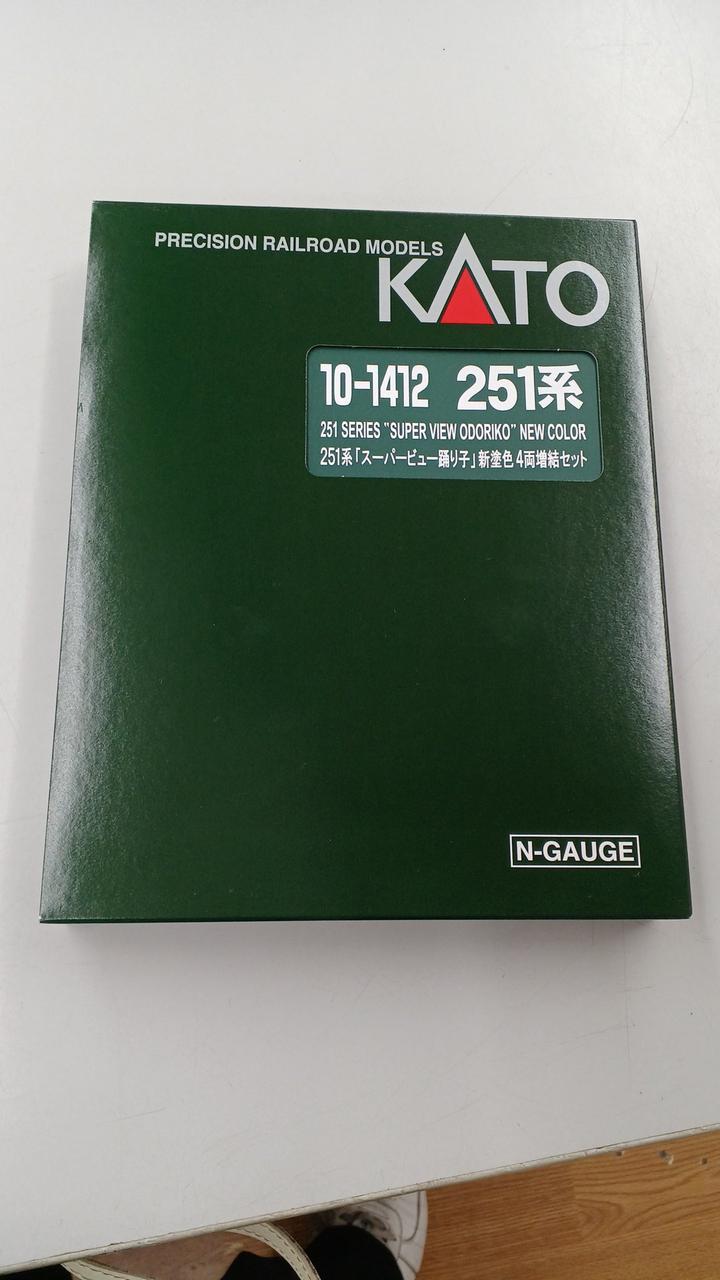 PRECISION RAILROAD MODELS
KATO
10-1412 251系
251 SERIES "SUPER VIEW ODORIKO" NEW COLOR
251系「スーパービュー踊り子」新塗色 4両増結セット
N-GAUGE